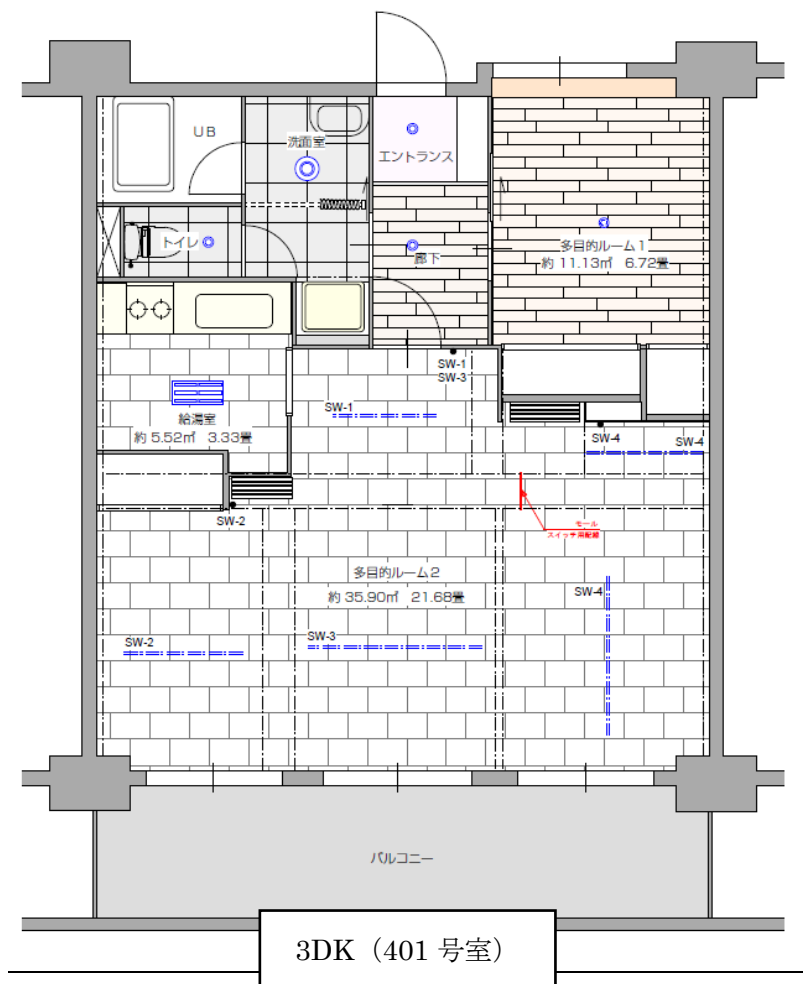 UB
洗面室
エントランス
トイレ
廊下
多目的ルーム1
約 11.13㎡ 6.72畳
SW-1
SW-3
SW-1
給湯室
約 5.52㎡ 3.33畳
SW-4
SW-4
SW-2
モール
スイッチ用配線
多目的ルーム2
約 35.90㎡ 21.68畳
SW-4
SW-2
SW-3
バルコニー
3DK（401 号室）